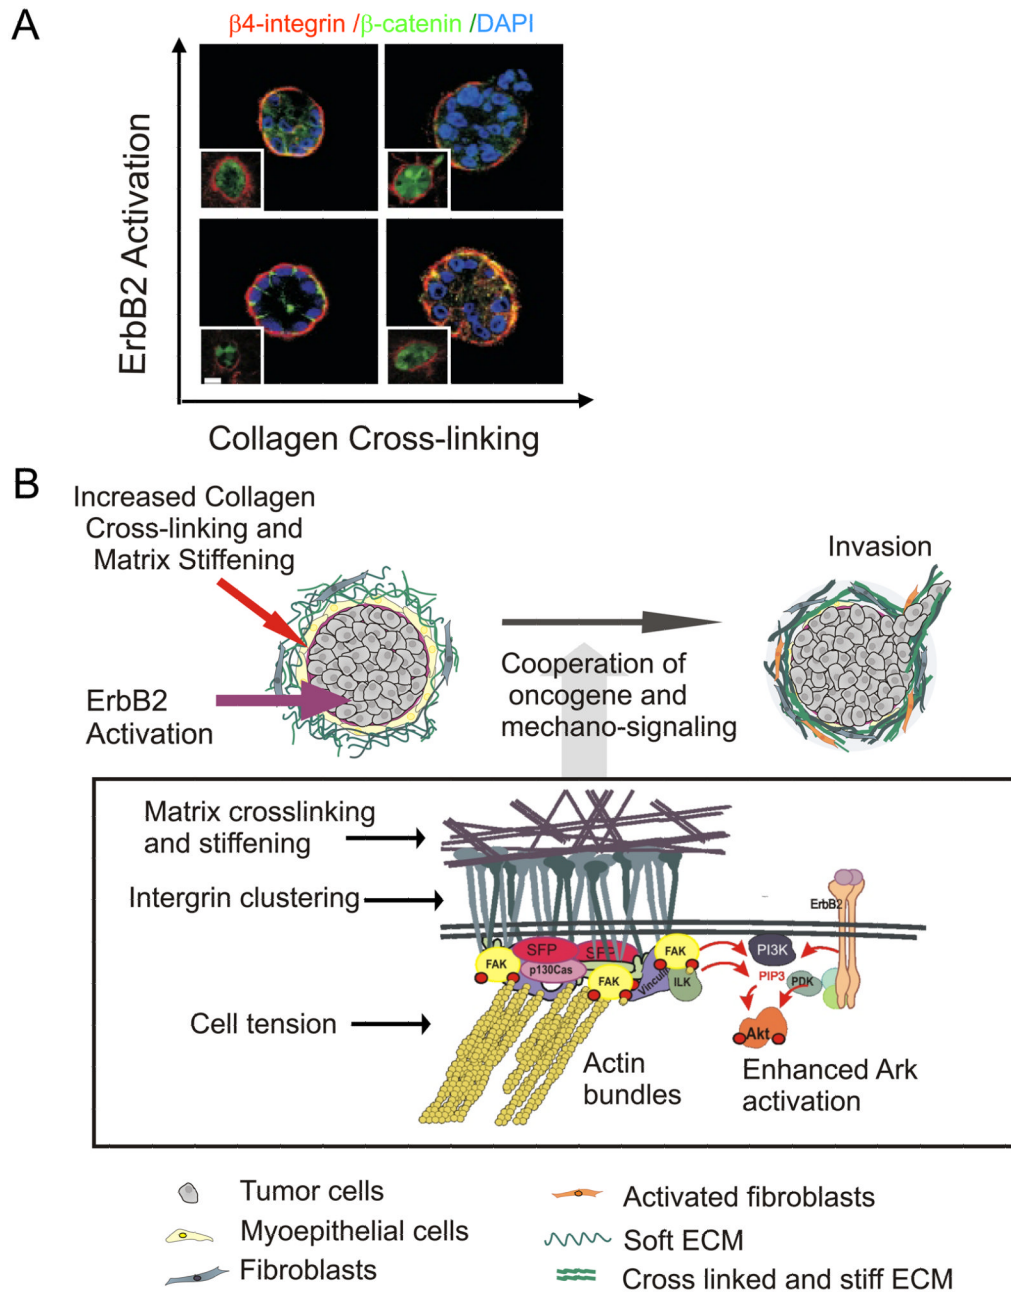 A
β4-integrin /β-catenin /DAPI
ErbB2 Activation
Collagen Cross-linking
B
Increased Collagen
Cross-linking and
Matrix Stiffening
Invasion
Cooperation of
oncogene and
mechano-signaling
ErbB2
Activation
Matrix crosslinking
and stiffening
Intergrin clustering
ErbB2
SFP
SFP
FAK
PI3K
FAK
p130Cas
FAK
Vinculin
ILK
PIP3
PDK
Cell tension
Akt
Actin
bundles
Enhanced Ark
activation
Tumor cells
Activated fibroblasts
Myoepithelial cells
Soft ECM
Fibroblasts
Cross linked and stiff ECM